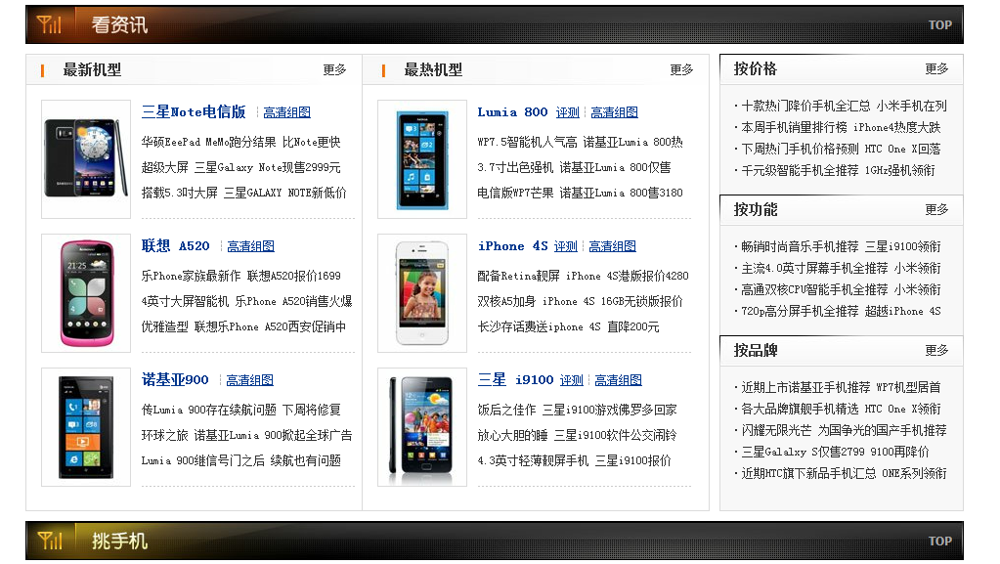 看资讯
TOP
最新机型
更多
三星Note电信版
高清组图
华硕EeePad MeMo跑分结果 比Note更快
超级大屏 三星Galaxy Note现售2999元
搭载5.3吋大屏 三星GALAXY NOTE新低价
联想 A520
高清组图
乐Phone家族最新作 联想A520报价1699
4英寸大屏智能机 乐Phone A520销售火爆
优雅造型 联想乐Phone A520西安促销中
诺基亚900
高清组图
传Lumia 900存在续航问题 下周将修复
环球之旅 诺基亚Lumia 900掀起全球广告
Lumia 900继信号门之后 续航也有问题
最热机型
更多
Lumia 800 评测 高清组图
WP7.5智能机人气高 诺基亚Lumia 800热
3.7寸出色强机 诺基亚Lumia 800仅售
电信版WP7芒果 诺基亚Lumia 800售3180
iPhone 4S 评测 高清组图
配备Retina靓屏 iPhone 4S港版报价4280
双核A5加身 iPhone 4S 16GB无锁版报价
长沙存话费送iphone 4S 直降200元
三星 i9100 评测 高清组图
饭后之佳作 三星i9100游戏佛罗多回家
放心大胆的睡 三星i9100软件公交闹铃
4.3英寸轻薄靓屏手机 三星i9100报价
按价格
更多
·十款热门降价手机全汇总 小米手机在列
·本周手机销量排行榜 iPhone4热度大跌
·下周热门手机价格预测 HTC One X回落
·千元级智能手机全推荐 1GHz强机领衔
按功能
更多
·畅销时尚音乐手机推荐 三星i9100领衔
·主流4.0英寸屏幕手机全推荐 小米领衔
·高通双核CPU智能手机全推荐 小米领衔
·720p高分屏手机全推荐 超越iPhone 4S
按品牌
更多
·近期上市诺基亚手机推荐 WP7机型居首
·各大品牌旗舰手机精选 HTC One X领衔
·闪耀无限光芒 为国争光的国产手机推荐
·三星Galalxy S仅售2799 9100再降价
·近期HTC旗下新品手机汇总 ONE系列领衔
挑手机
TOP